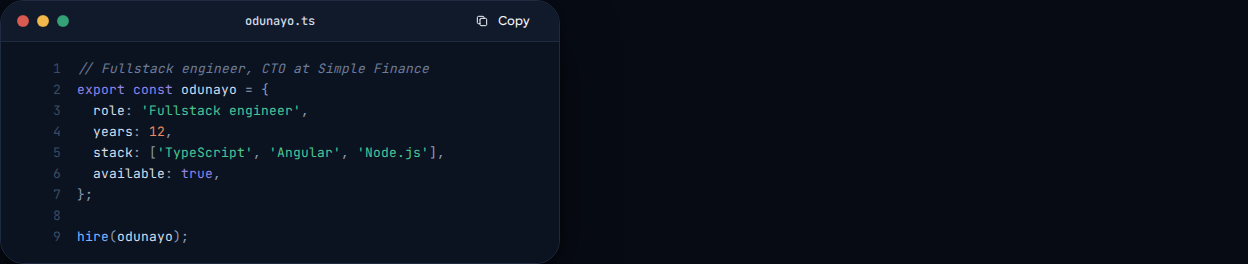 odunayo.ts
Copy
1 // Fullstack engineer, CTO at Simple Finance
2 export const odunayo = {
3   role: 'Fullstack engineer',
4   years: 12,
5   stack: ['TypeScript', 'Angular', 'Node.js'],
6   available: true,
7 };
8
9 hire(odunayo);